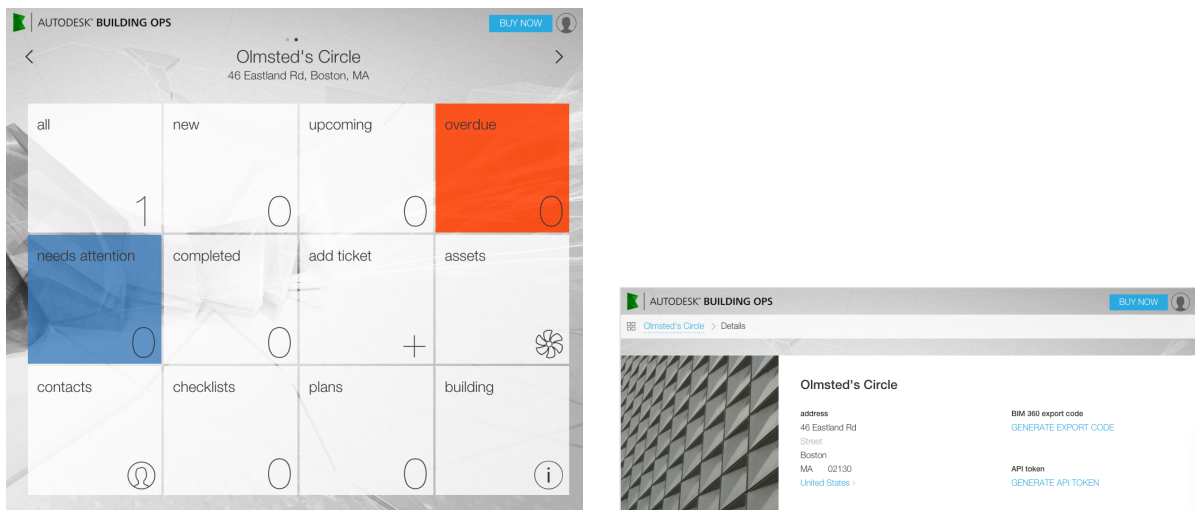 AUTODESK® BUILDING OPS
BUY NOW
Olmsted's Circle
46 Eastland Rd, Boston, MA
all
1
new
0
upcoming
0
overdue
0
needs attention
0
completed
0
add ticket
assets
contacts
checklists
0
plans
0
building
i
AUTODESK® BUILDING OPS
BUY NOW
Olmsted's Circle > Details
Olmsted's Circle
address
46 Eastland Rd
Street
Boston
MA 02130
United States >
BIM 360 export code
GENERATE EXPORT CODE
API token
GENERATE API TOKEN